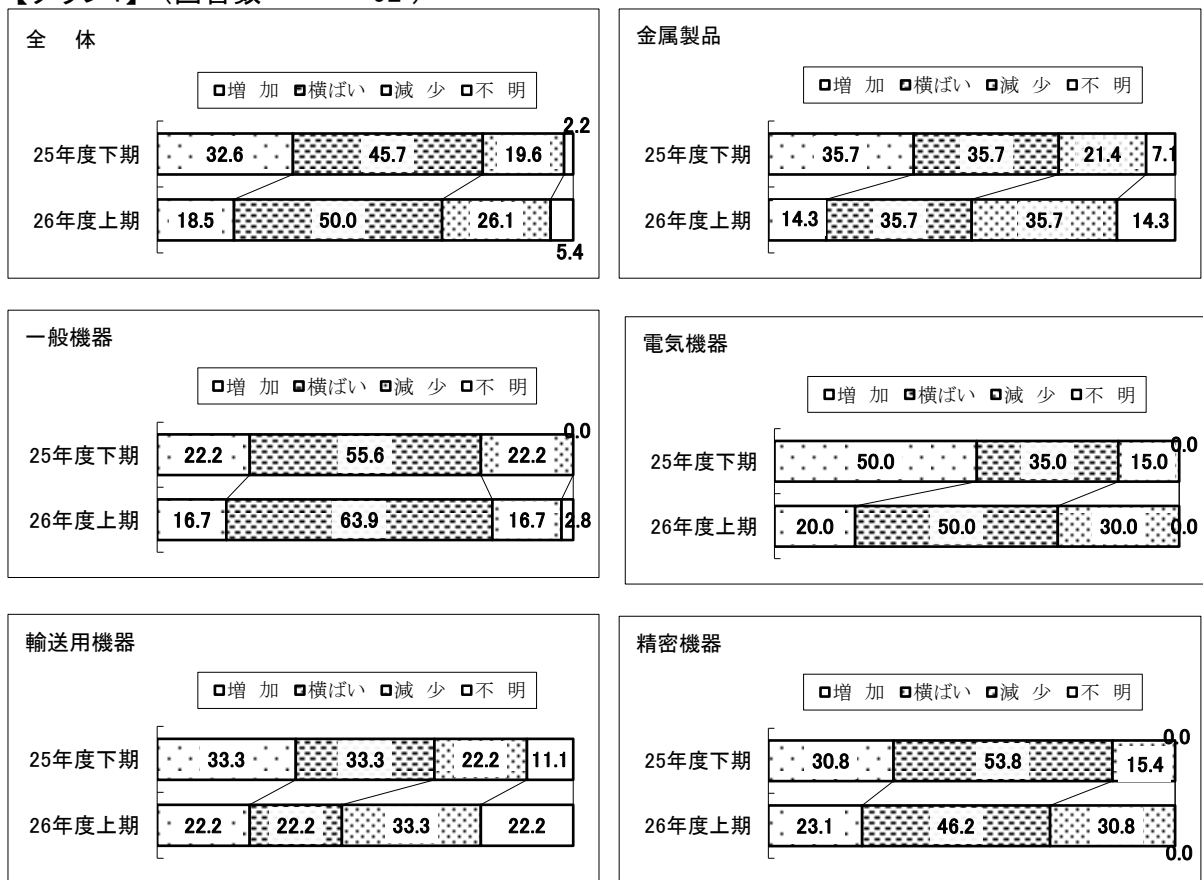 全 体
□増 加 □横ばい □減 少 □不 明
2.2
25年度下期 32.6 45.7 19.6
26年度上期 18.5 50.0 26.1
5.4
金属製品
□増 加 □横ばい □減 少 □不 明
25年度下期 35.7 35.7 21.4 7.1
26年度上期 14.3 35.7 35.7 14.3
一般機器
□増 加 □横ばい □減 少 □不 明
0.0
25年度下期 22.2 55.6 22.2
26年度上期 16.7 63.9 16.7 2.8
電気機器
□増 加 □横ばい □減 少 □不 明
0.0
25年度下期 50.0 35.0 15.0
26年度上期 20.0 50.0 30.0 0.0
輸送用機器
□増 加 □横ばい □減 少 □不 明
25年度下期 33.3 33.3 22.2 11.1
26年度上期 22.2 22.2 33.3 22.2
精密機器
□増 加 □横ばい □減 少 □不 明
0.0
25年度下期 30.8 53.8 15.4
26年度上期 23.1 46.2 30.8
0.0